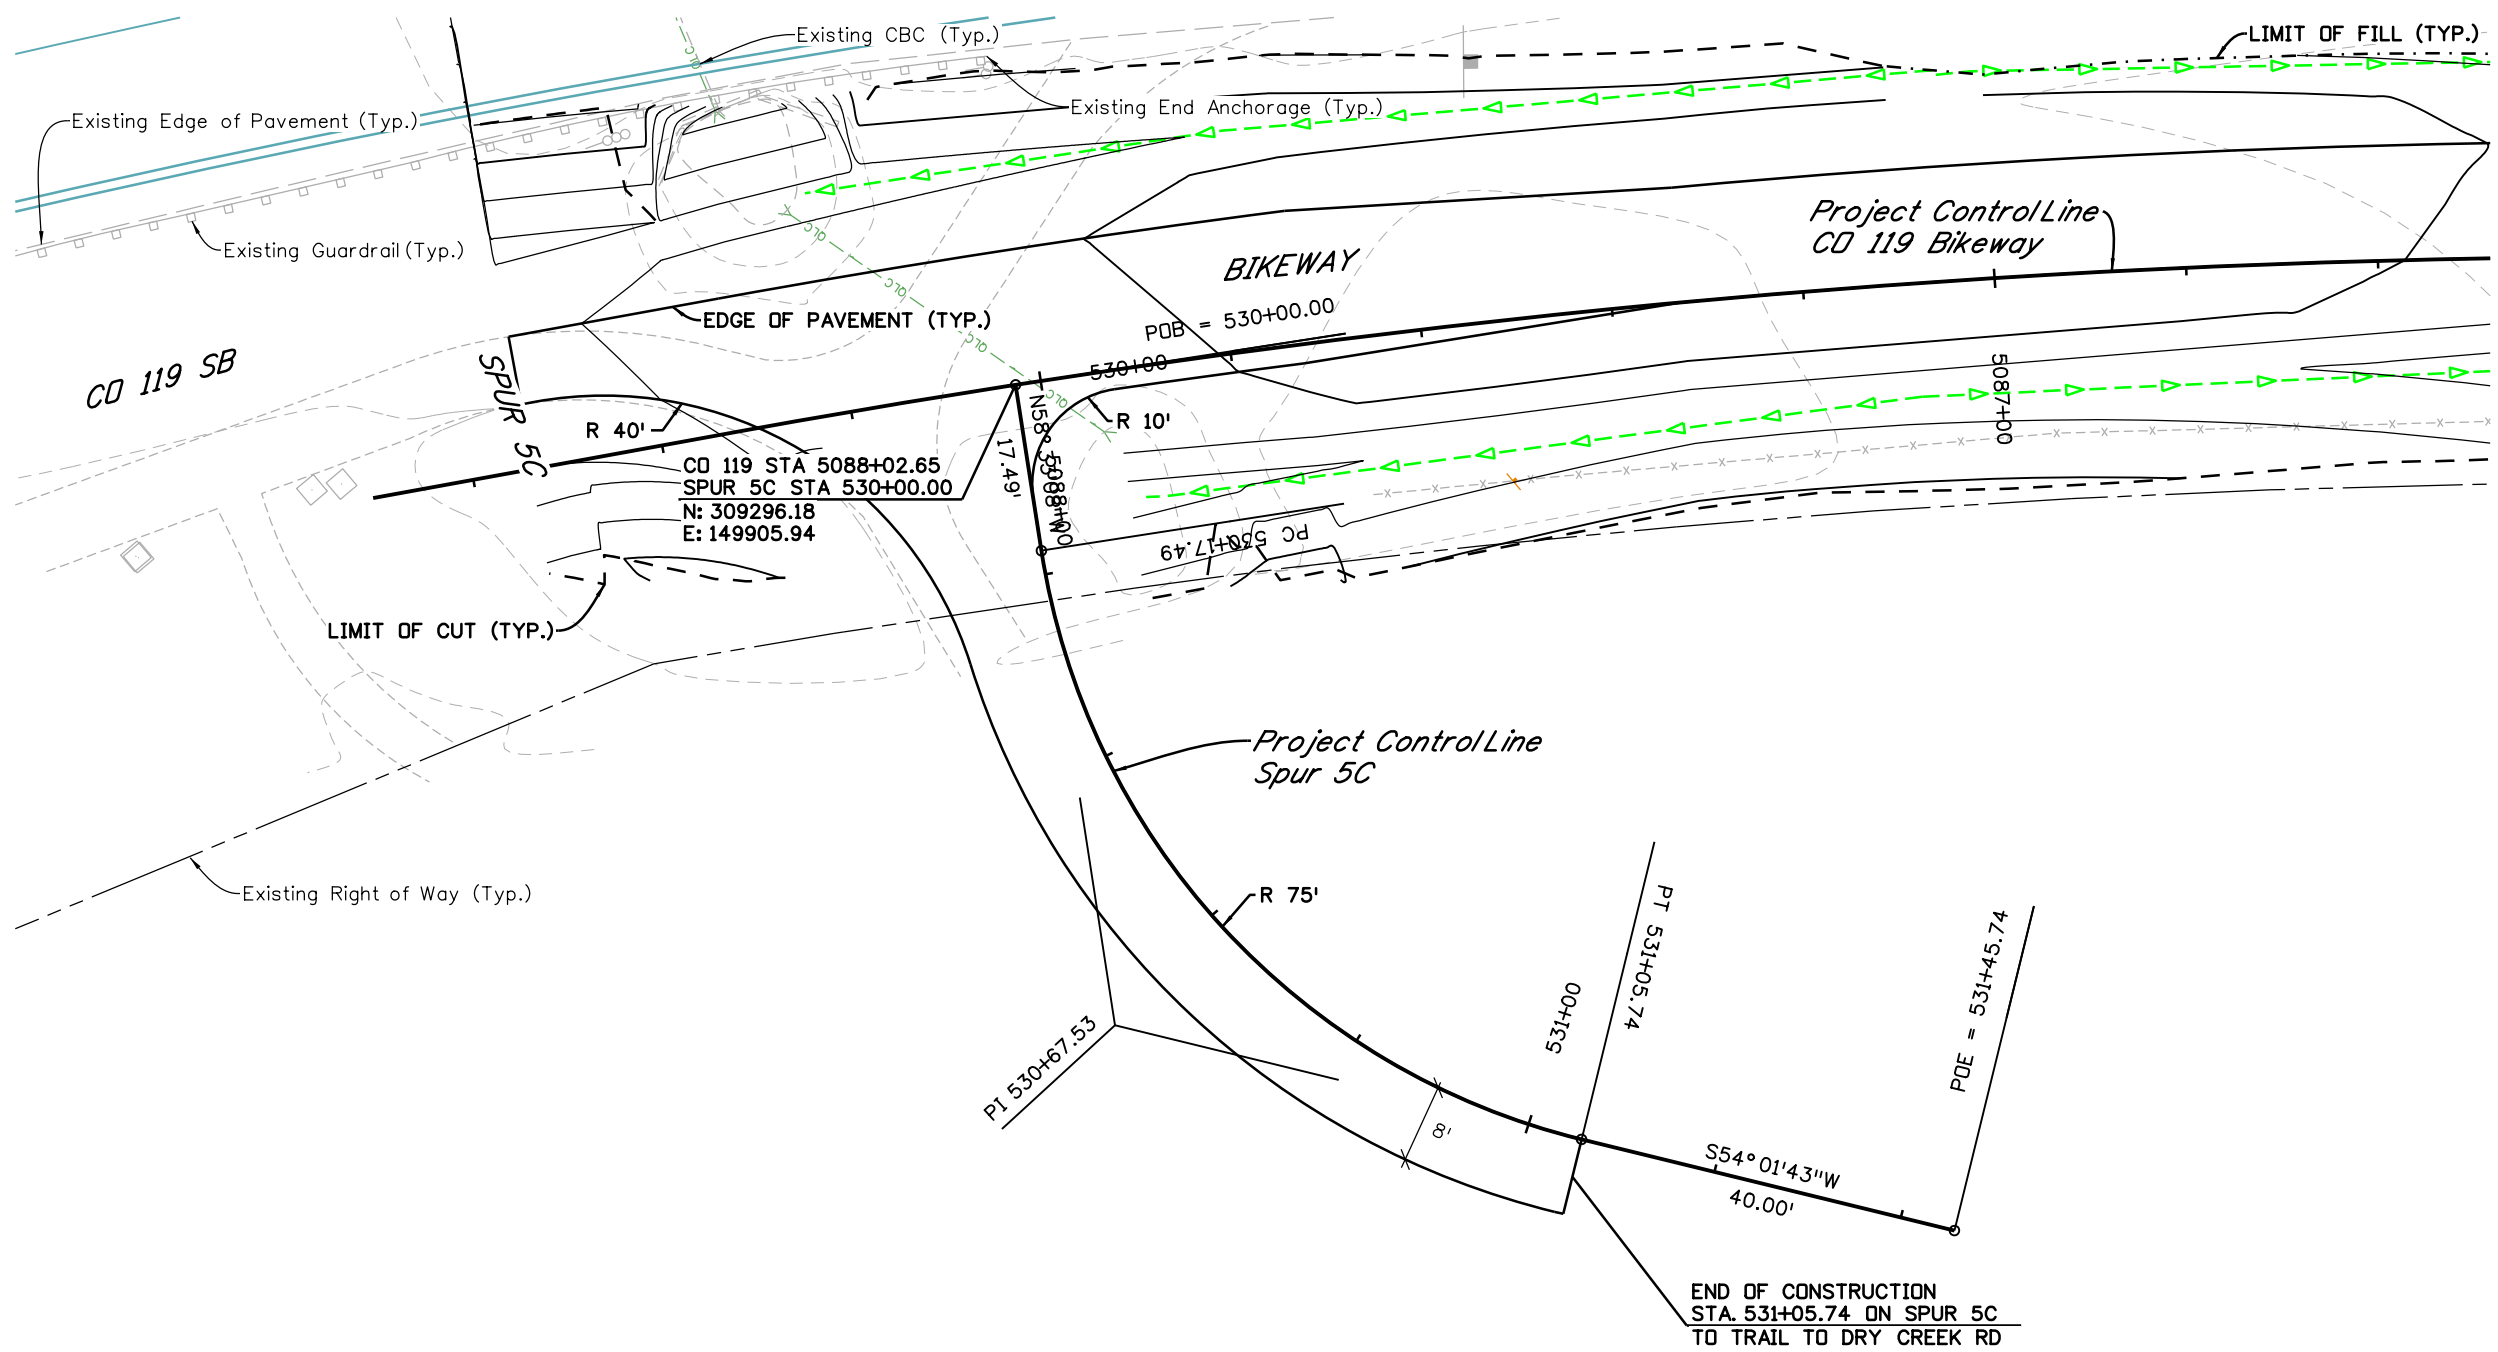 Existing CBC (Typ.)
LIMIT OF FILL (TYP.)
QLC
Existing End Anchorage (Typ.)
Existing Edge of Pavement (Typ.)
Existing Guardrail (Typ.)
Project Control Line
CO 119 Bikeway
QLC
BIKEWAY
QLC
EDGE OF PAVEMENT (TYP.)
POB = 530+00.00
QLC
CO 119 SB
SPUR 5C
530+00
5087+00
QLC
R 40'
R 10'
17.49'
5088+00
CO 119 STA 5088+02.65
SPUR 5C STA 530+00.00
N: 309296.18
E: 149905.94
PC 530+17.49
LIMIT OF CUT (TYP.)
Project Control Line
Spur 5C
Existing Right of Way (Typ.)
R 75'
PT 531+05.74
POE = 531+45.74
531+00
PI 530+67.53
8'
S54°01'43"W
40.00'
END OF CONSTRUCTION
STA. 531+05.74 ON SPUR 5C
TO TRAIL TO DRY CREEK RD